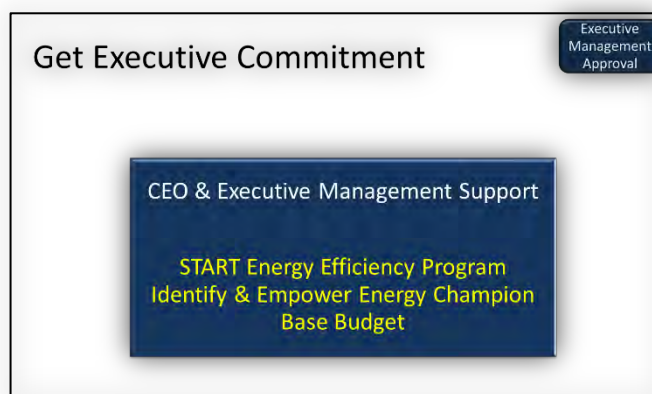 Get Executive Commitment
Executive
Management
Approval
CEO & Executive Management Support
START Energy Efficiency Program
Identify & Empower Energy Champion
Base Budget